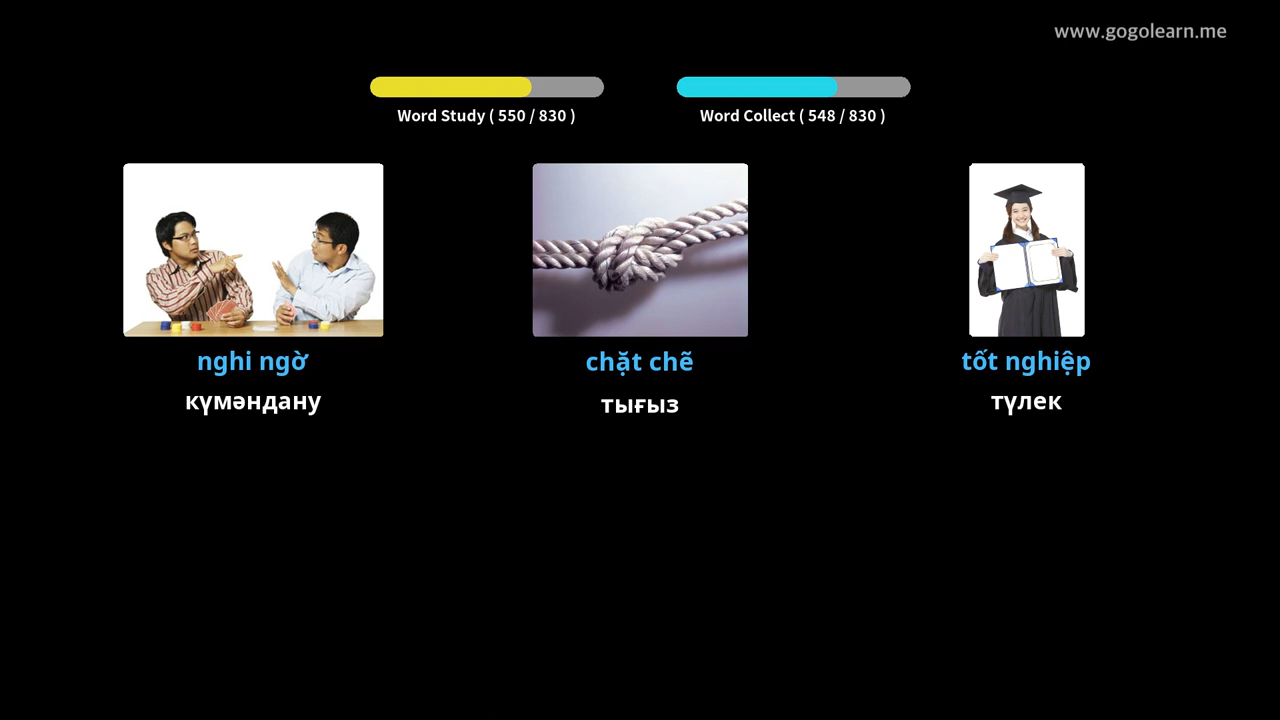 www.gogolearn.me
Word Study ( 550 / 830 )
Word Collect ( 548 / 830 )
nghi ngờ
күмәндану
chặt chẽ
тығыз
tốt nghiệp
түлек